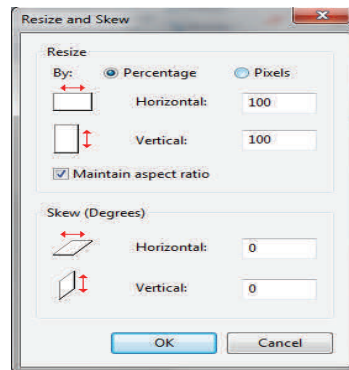 Resize and Skew
Resize
By: Percentage Pixels
Horizontal: 100
Vertical: 100
Maintain aspect ratio
Skew (Degrees)
Horizontal: 0
Vertical: 0
OK Cancel